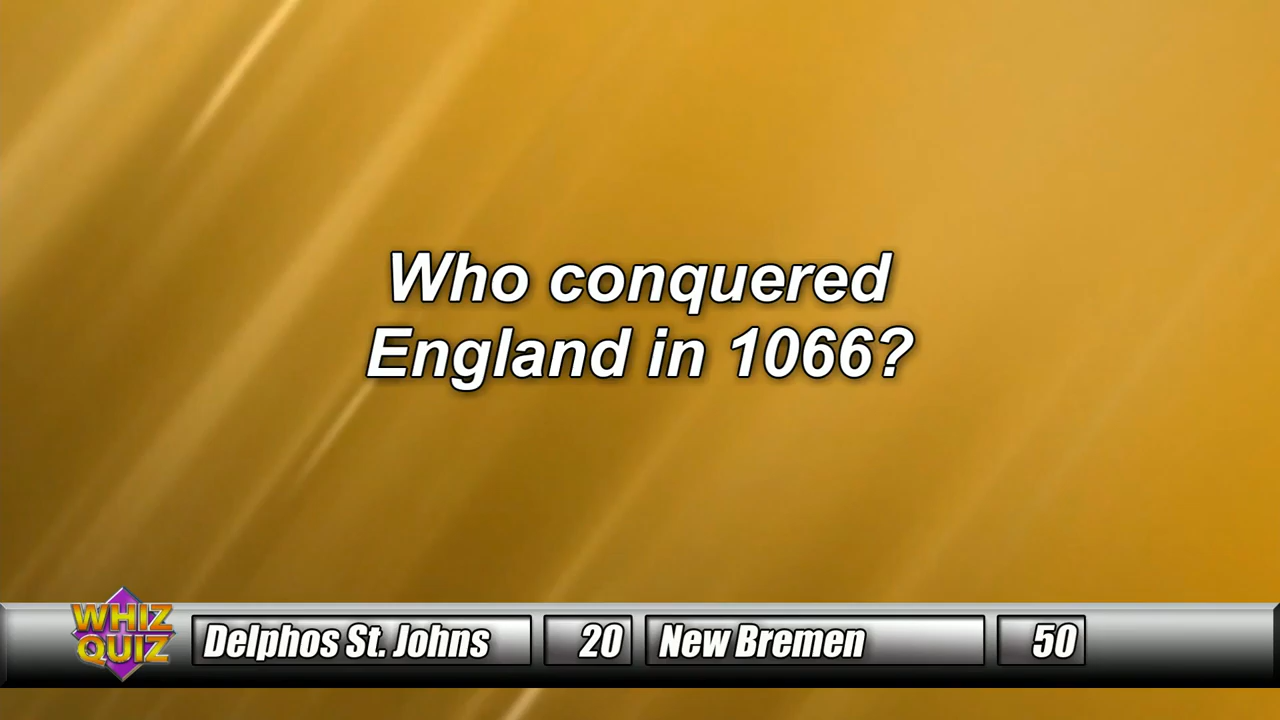 Who conquered
England in 1066?
WHIZ
QUIZ
Delphos St. Johns 20 New Bremen 50